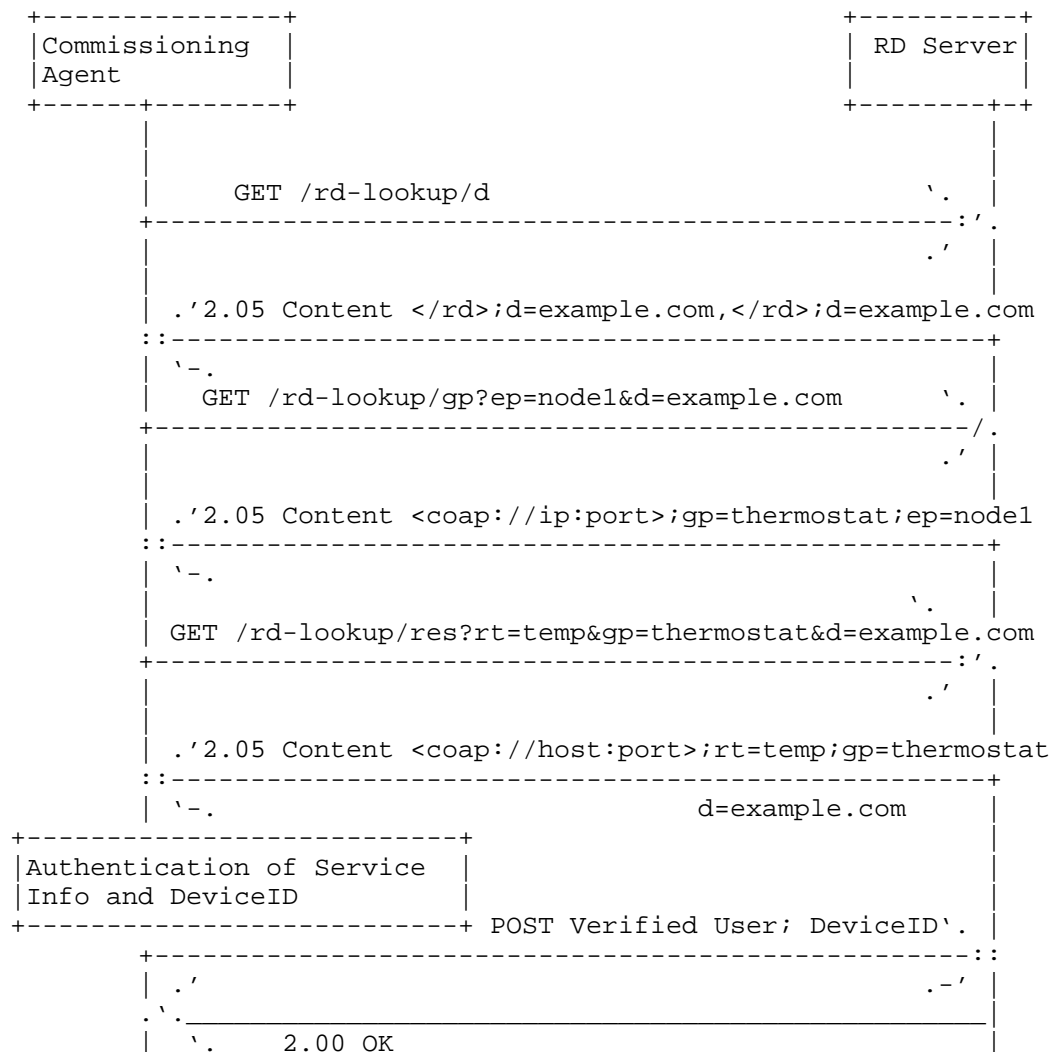 Commissioning
RD Server
Agent
GET /rd-lookup/d
2.05 Content </rd>;d=example.com,</rd>;d=example.com
GET /rd-lookup/gp?ep=node1&d=example.com
2.05 Content <coap://ip:port>;gp=thermostat;ep=node1
GET /rd-lookup/res?rt=temp&gp=thermostat&d=example.com
2.05 Content <coap://host:port>;rt=temp;gp=thermostat
d=example.com
Authentication of Service
Info and DeviceID
POST Verified User; DeviceID
2.00 OK